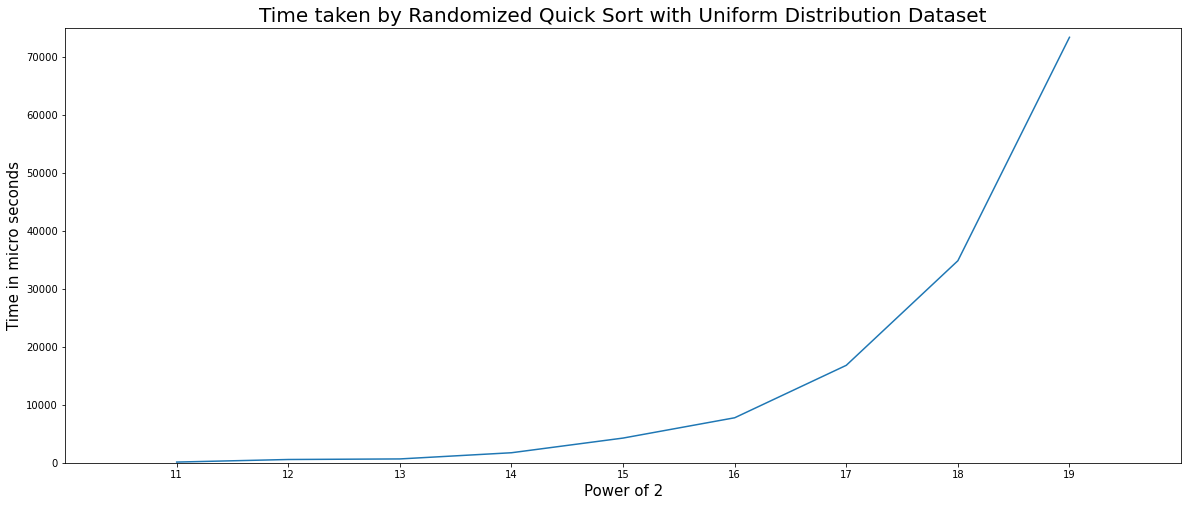 Time taken by Randomized Quick Sort with Uniform Distribution Dataset
Time in micro seconds
70000
60000
50000
40000
30000
20000
10000
0
11 12 13 14 15 16 17 18 19
Power of 2